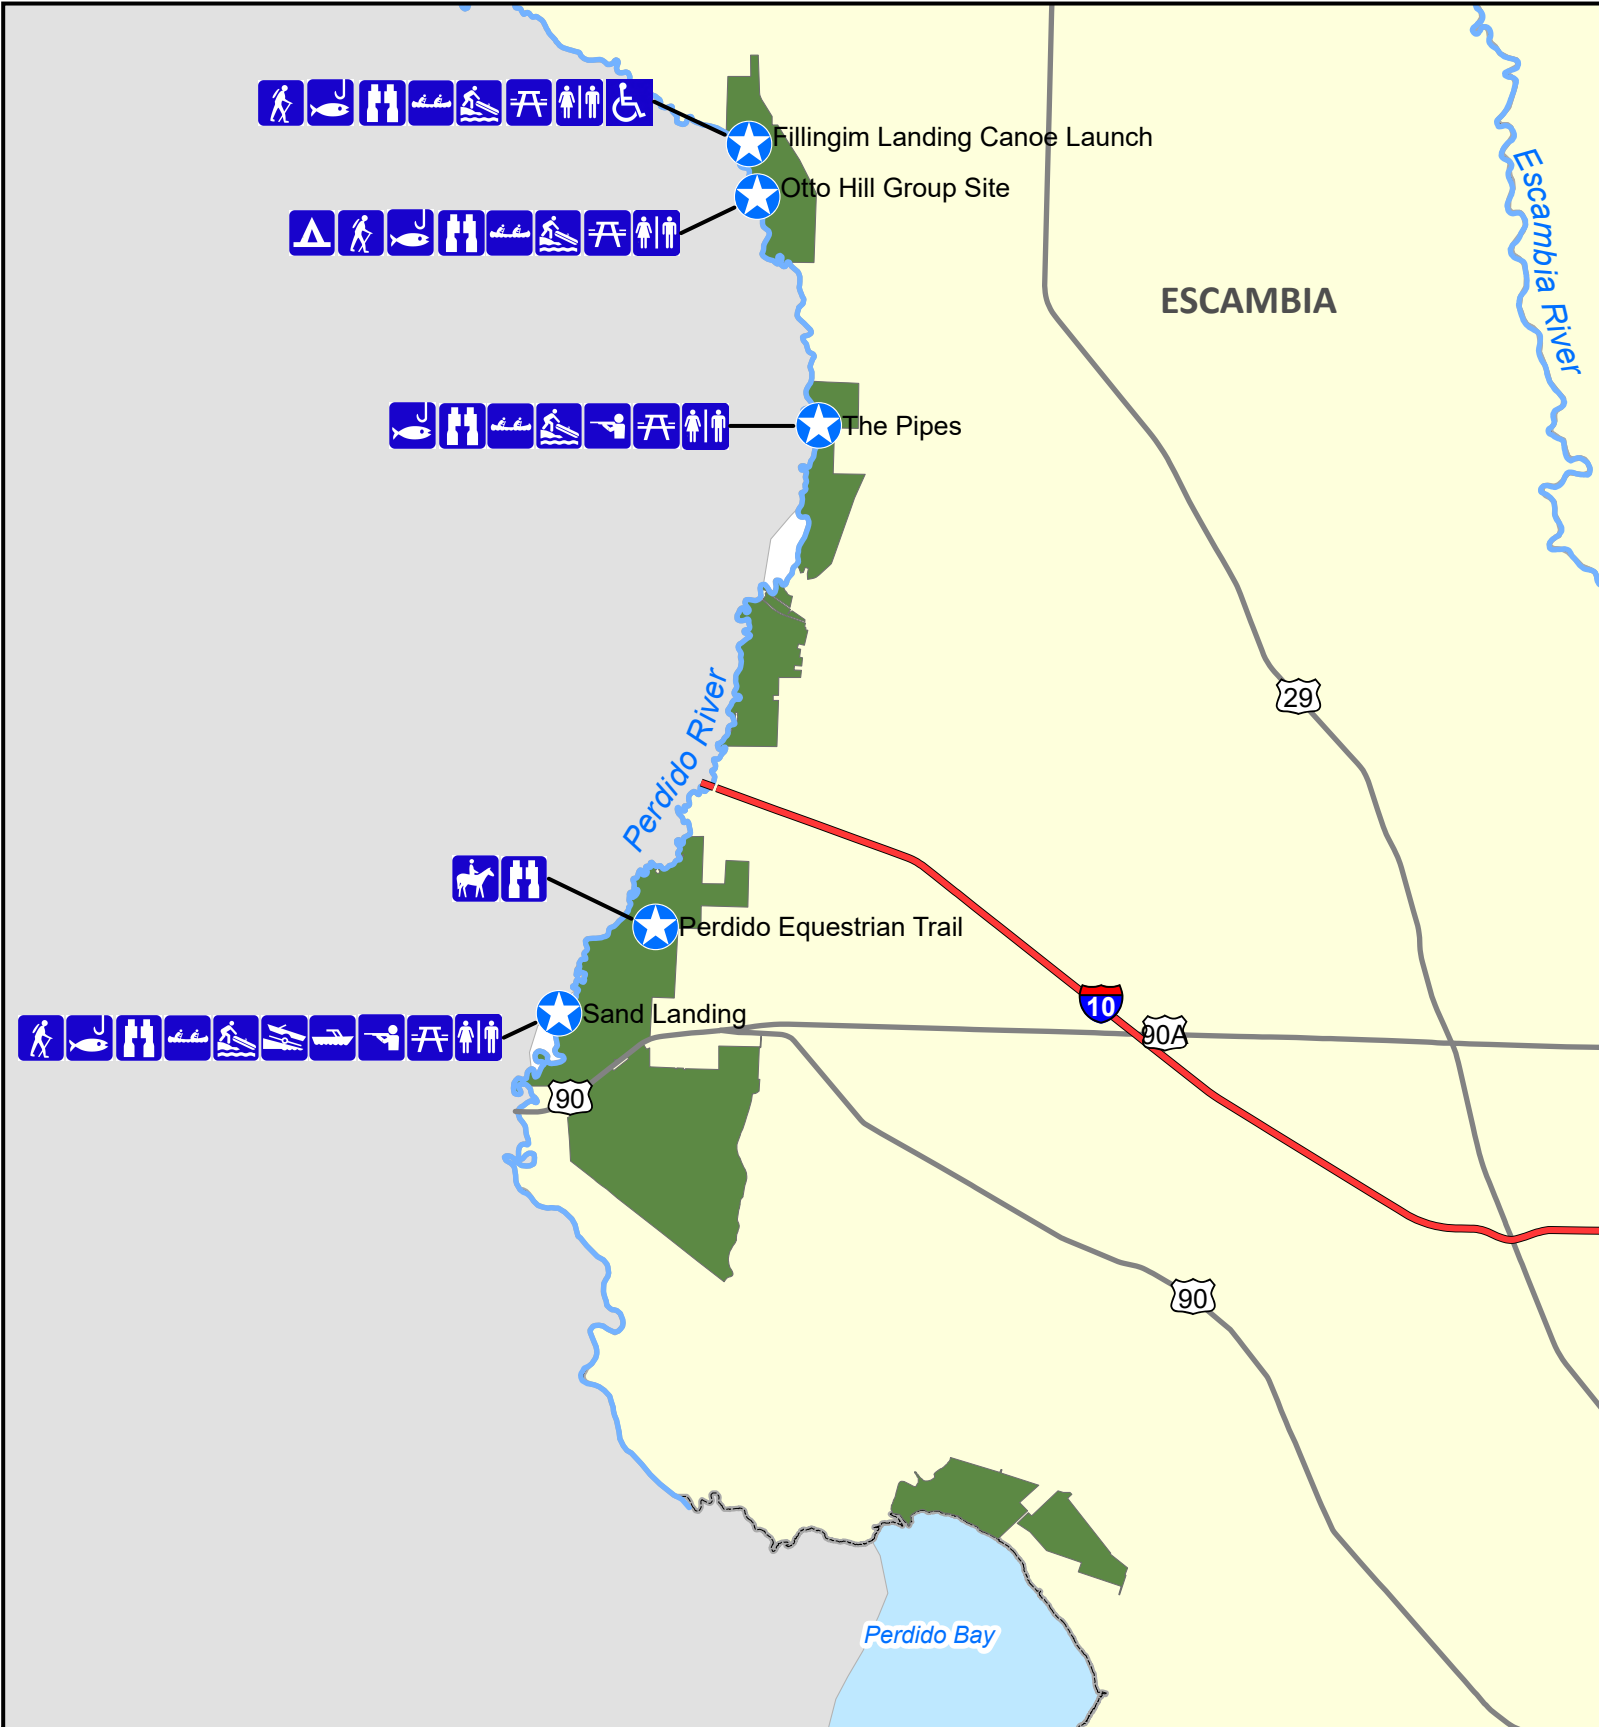 Fillingim Landing Canoe Launch
Otto Hill Group Site
Escambia River
ESCAMBIA
The Pipes
29
Perdido River
Perdido Equestrian Trail
10
Sand Landing
90A
90
90
Perdido Bay